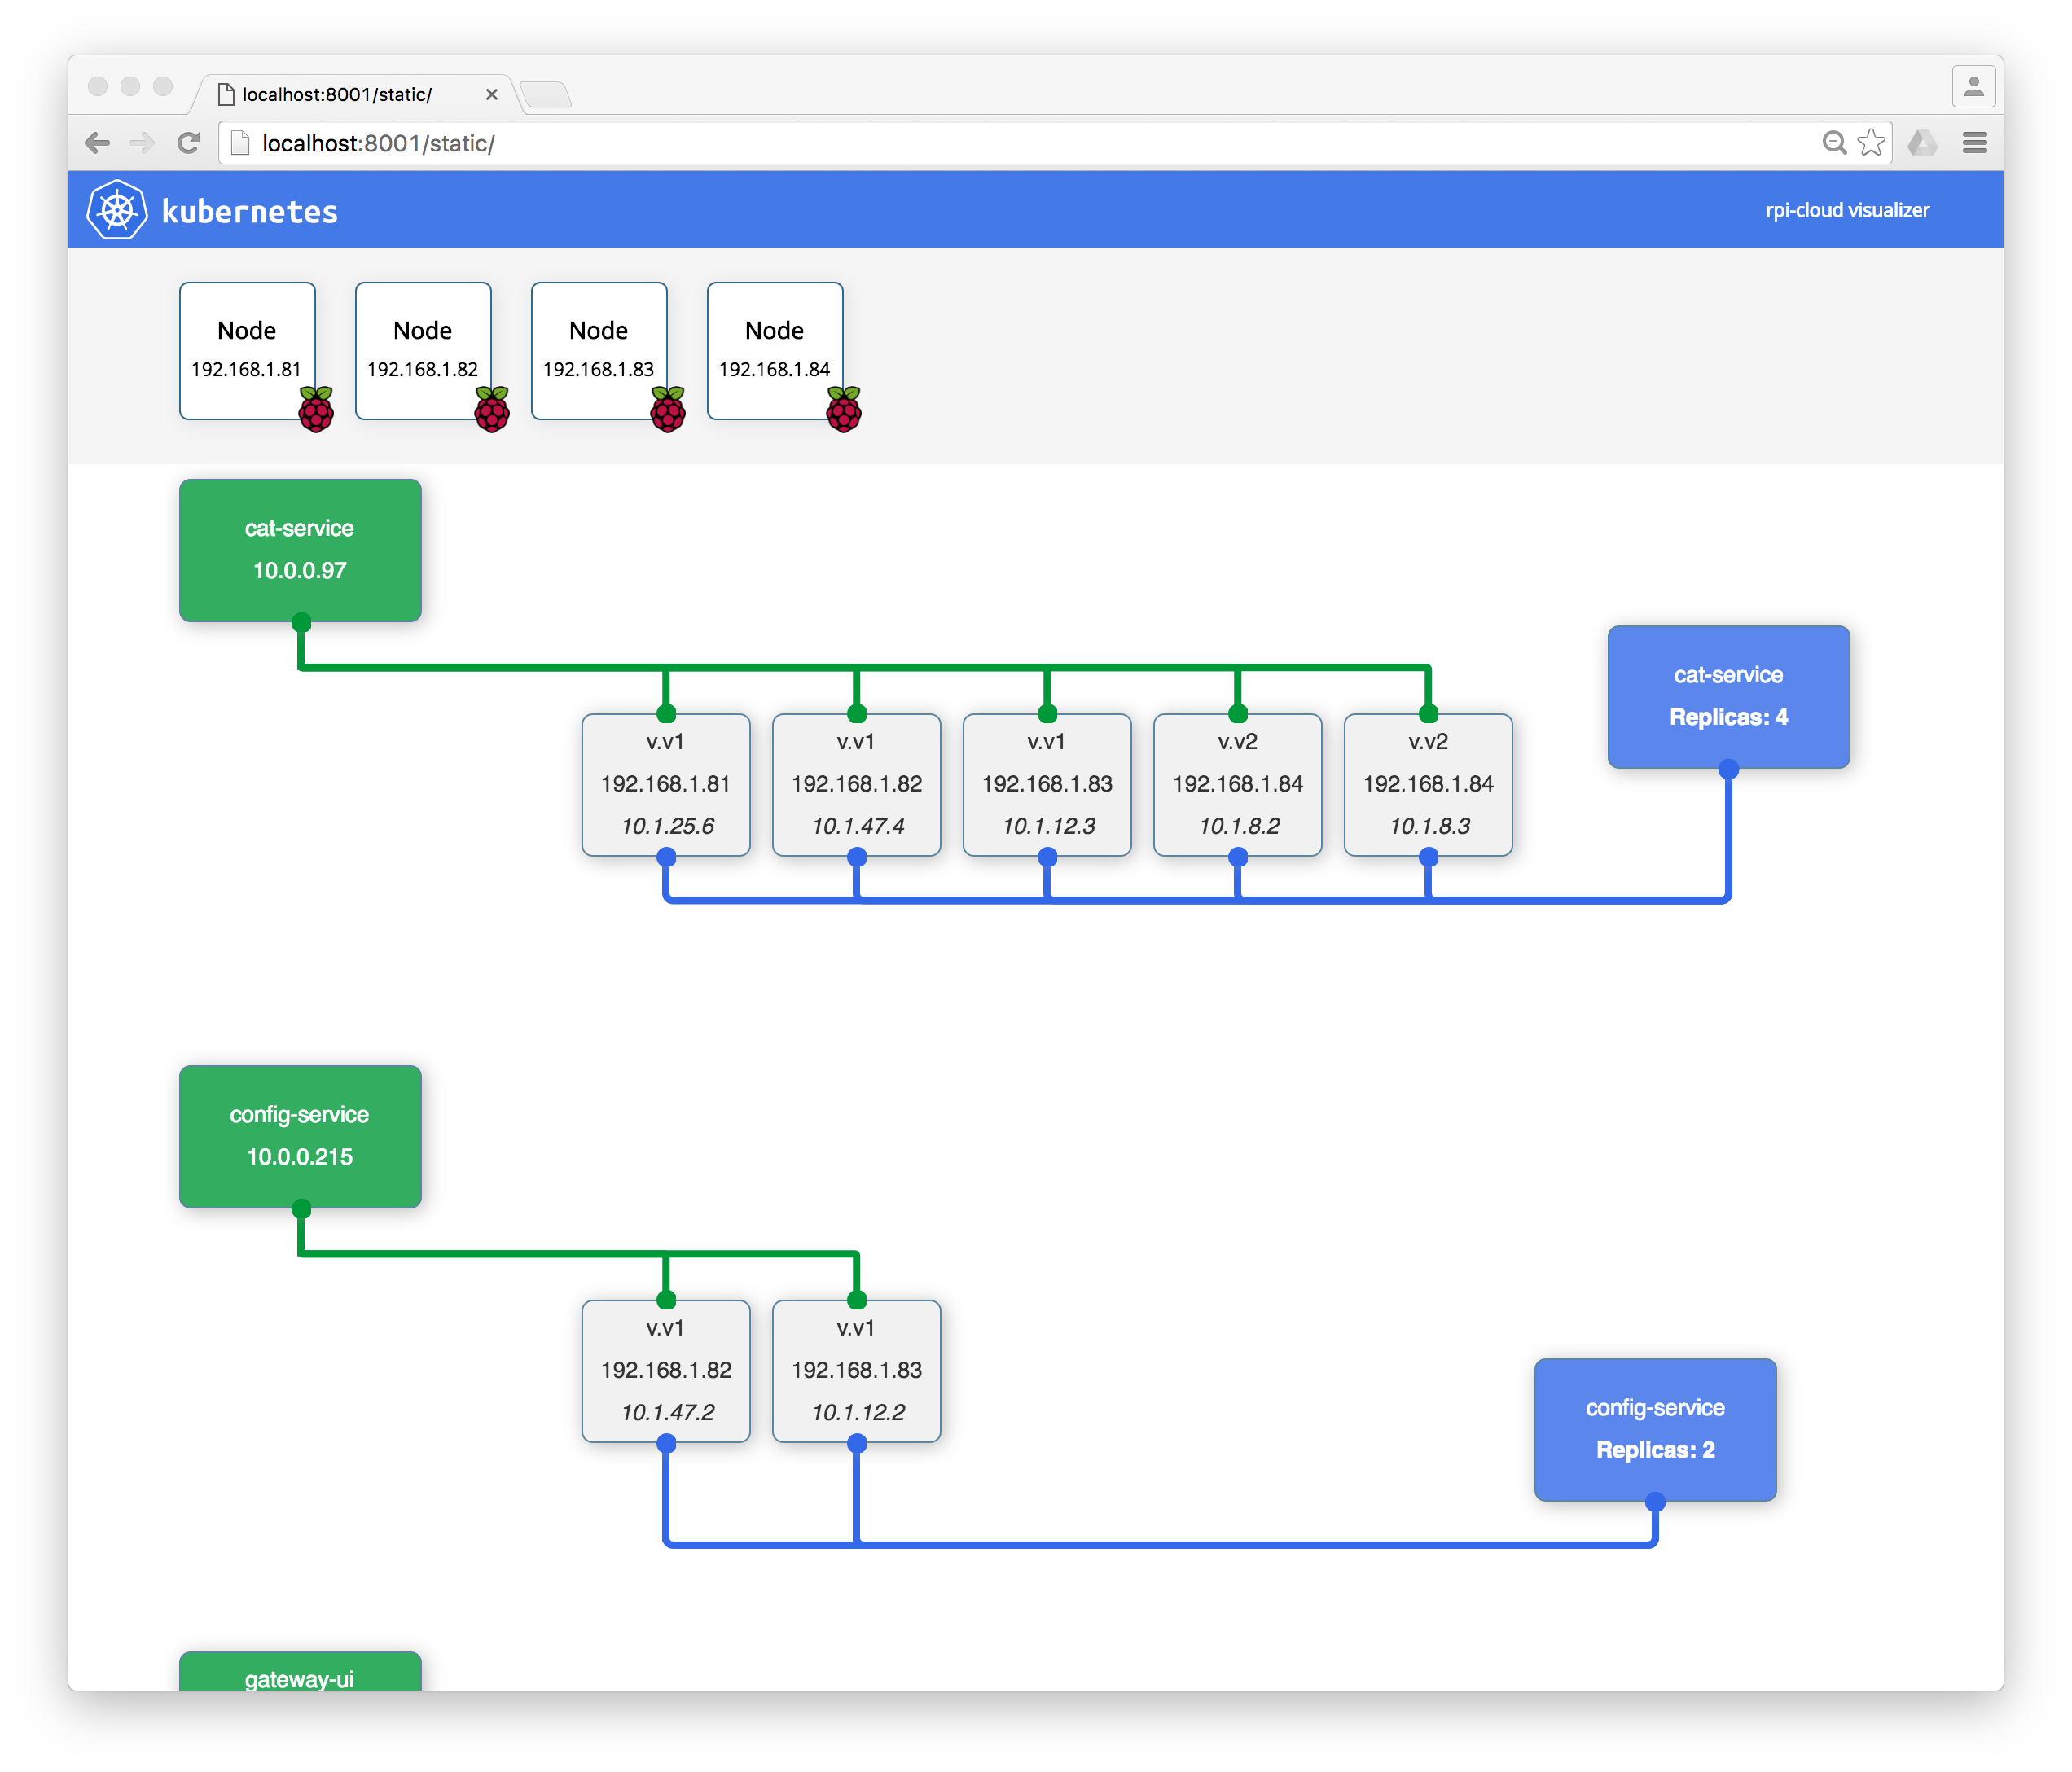 localhost:8001/static/
localhost:8001/static/
kubernetes
rpi-cloud visualizer
Node
192.168.1.81
Node
192.168.1.82
Node
192.168.1.83
Node
192.168.1.84
cat-service
10.0.0.97
cat-service
Replicas: 4
v.v1
192.168.1.81
10.1.25.6
v.v1
192.168.1.82
10.1.47.4
v.v1
192.168.1.83
10.1.12.3
v.v2
192.168.1.84
10.1.8.2
v.v2
192.168.1.84
10.1.8.3
config-service
10.0.0.215
v.v1
192.168.1.82
10.1.47.2
v.v1
192.168.1.83
10.1.12.2
config-service
Replicas: 2
gateway-ui